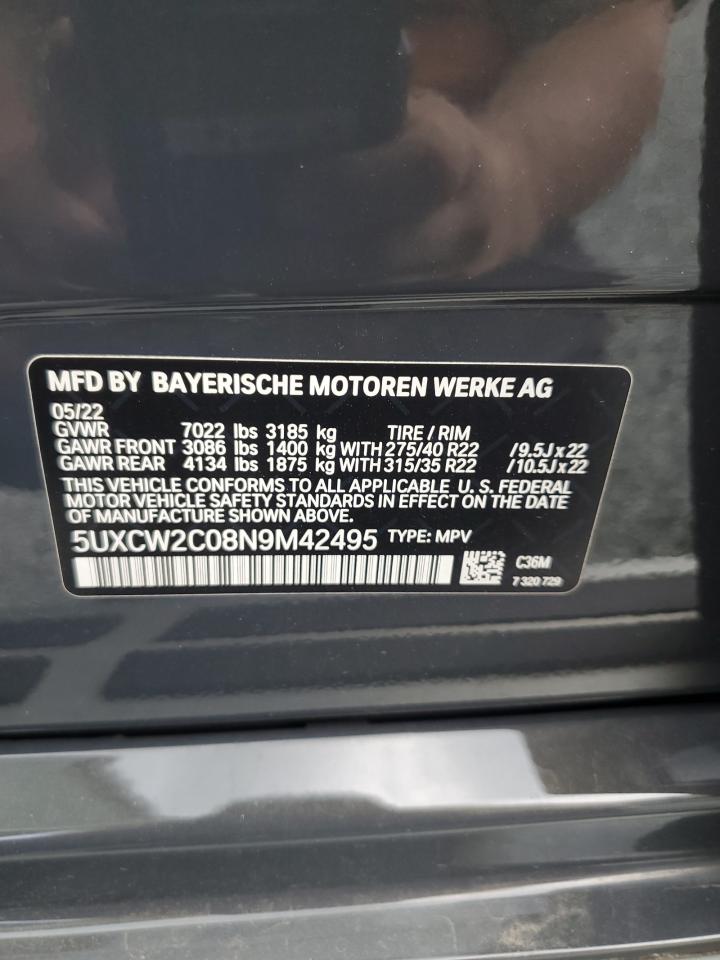 MFD BY BAYERISCHE MOTOREN WERKE AG
05/22
GVWR 7022 lbs 3185 kg TIRE / RIM
GAWR FRONT 3086 lbs 1400 kg WITH 275/40 R22 /9.5J x 22
GAWR REAR 4134 lbs 1875 kg WITH 315/35 R22 /10.5J x 22
THIS VEHICLE CONFORMS TO ALL APPLICABLE U. S. FEDERAL
MOTOR VEHICLE SAFETY STANDARDS IN EFFECT ON THE DATE
OF MANUFACTURE SHOWN ABOVE.
5UXCW2C08N9M42495 TYPE: MPV
C36M
7 320 729